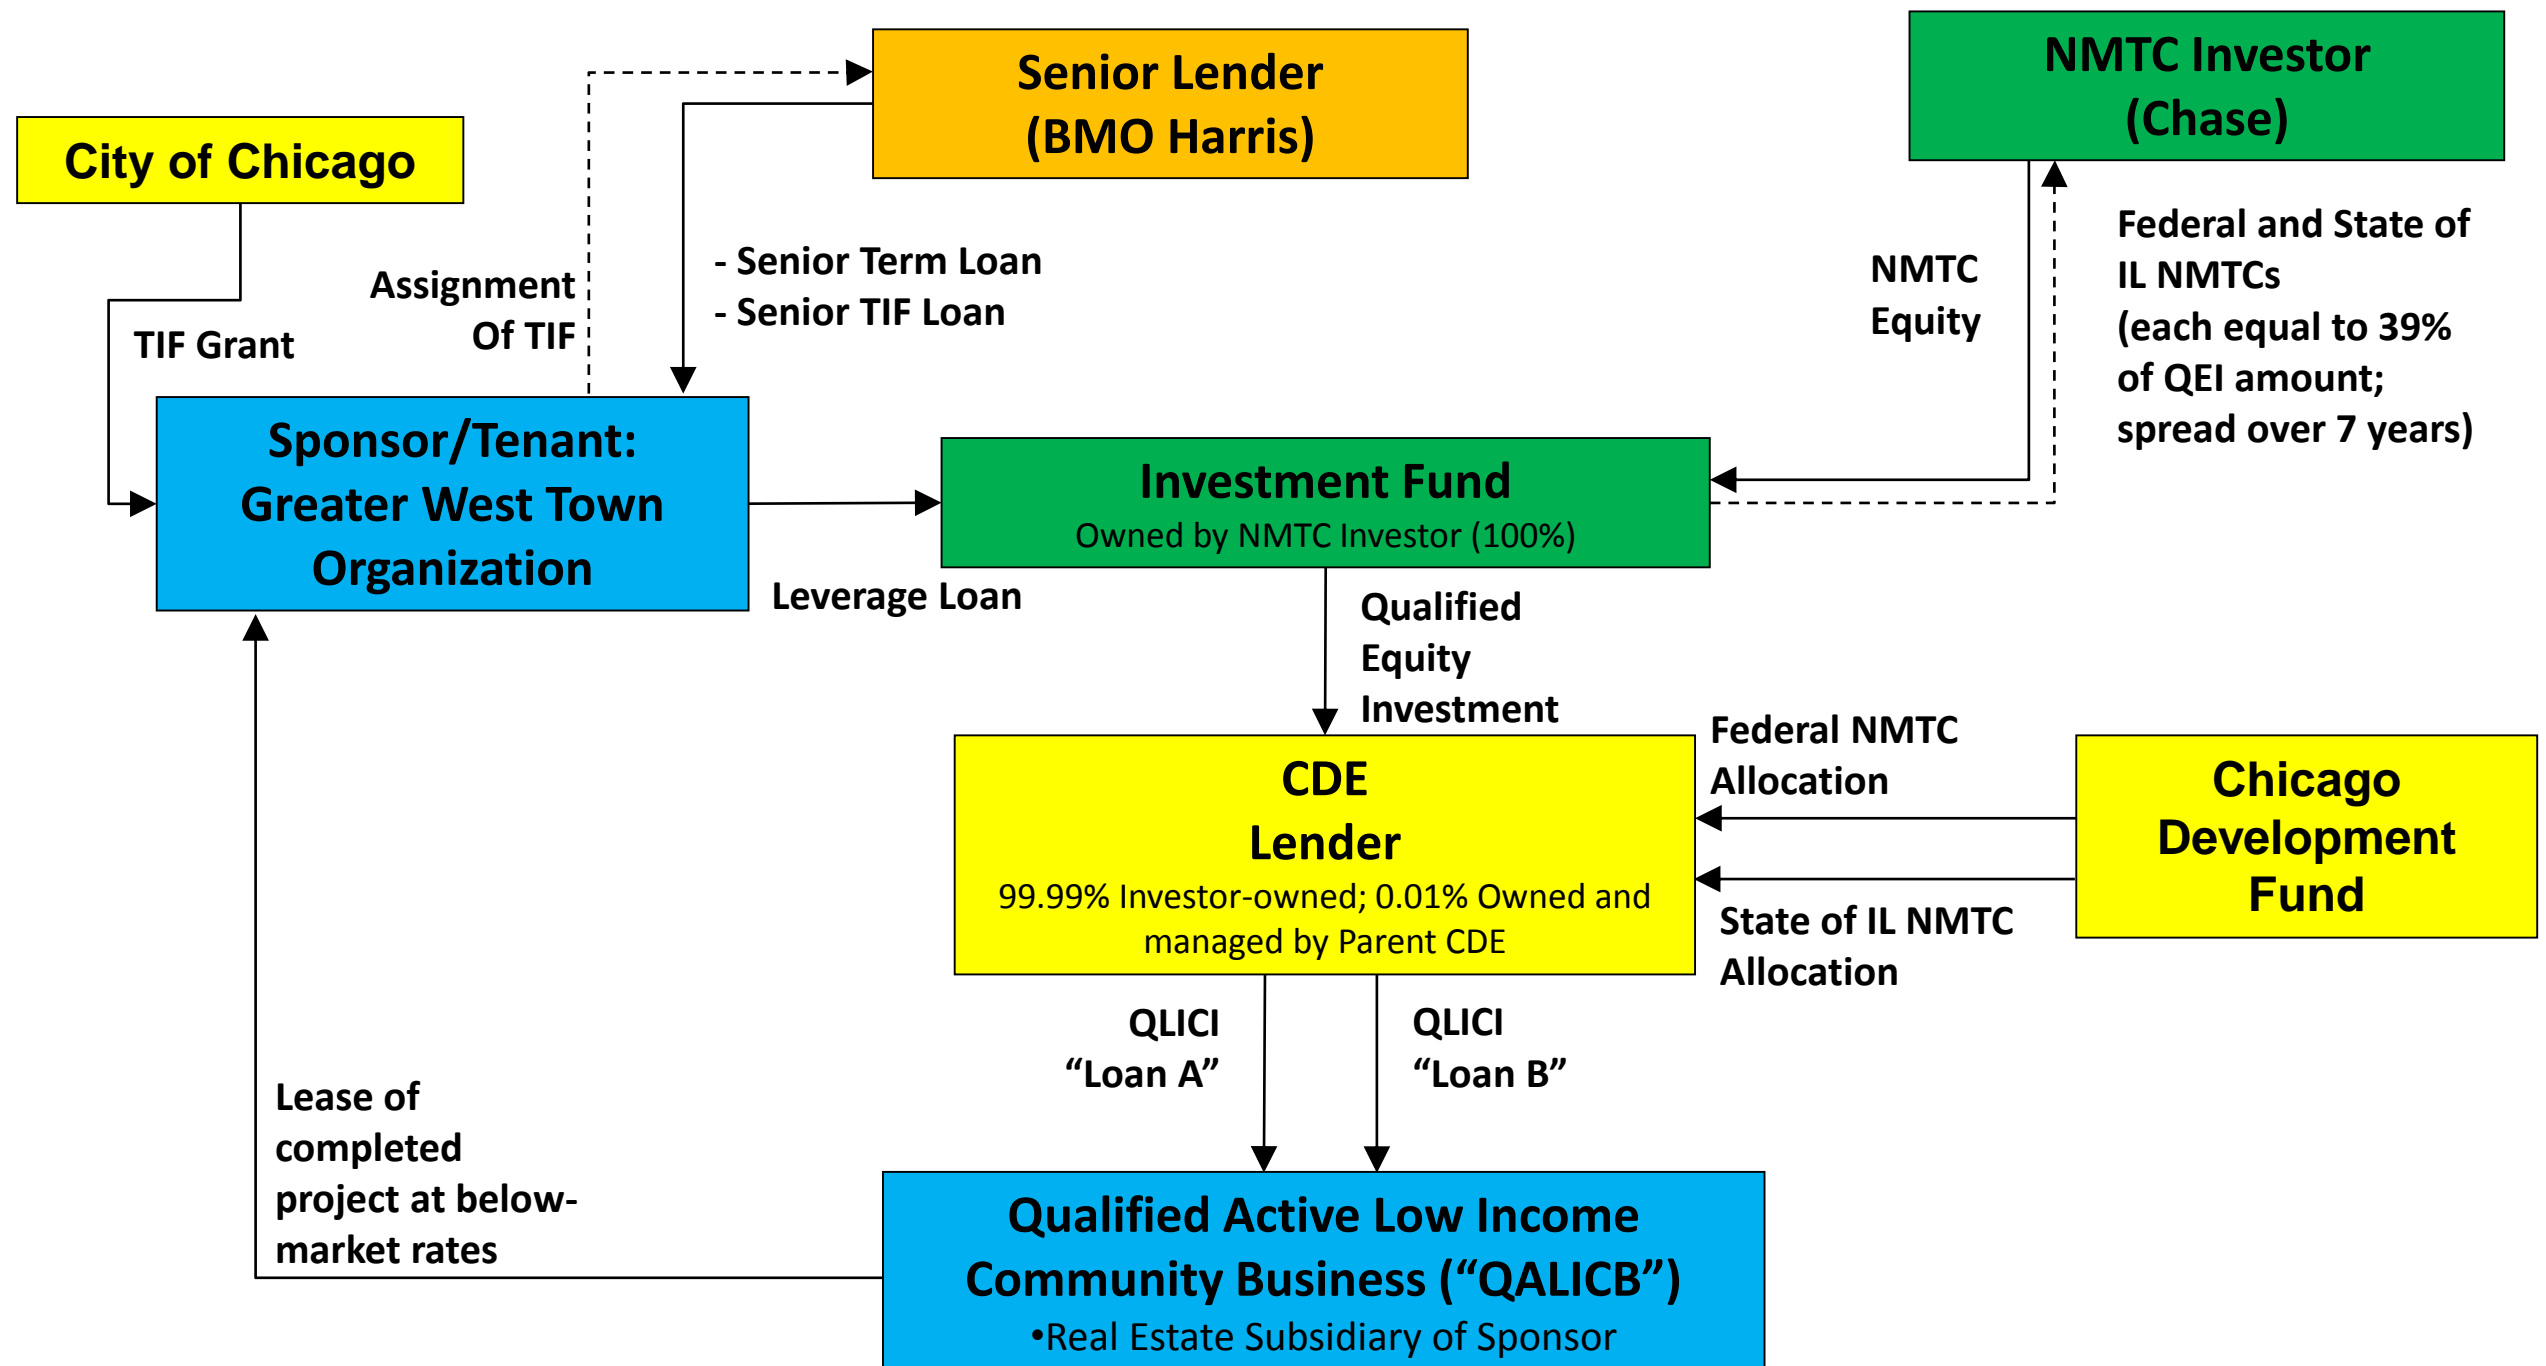 Senior Lender
(BMO Harris)
NMTC Investor
(Chase)
City of Chicago
Assignment
Of TIF
- Senior Term Loan
- Senior TIF Loan
NMTC
Equity
Federal and State of
IL NMTCs
(each equal to 39%
of QEI amount;
spread over 7 years)
TIF Grant
Sponsor/Tenant:
Greater West Town
Organization
Leverage Loan
Investment Fund
Owned by NMTC Investor (100%)
Qualified
Equity
Investment
CDE
Lender
99.99% Investor-owned; 0.01% Owned and
managed by Parent CDE
Federal NMTC
Allocation
State of IL NMTC
Allocation
Chicago
Development
Fund
QLICI
“Loan A”
QLICI
“Loan B”
Lease of
completed
project at below-
market rates
Qualified Active Low Income
Community Business (“QALICB”)
•Real Estate Subsidiary of Sponsor